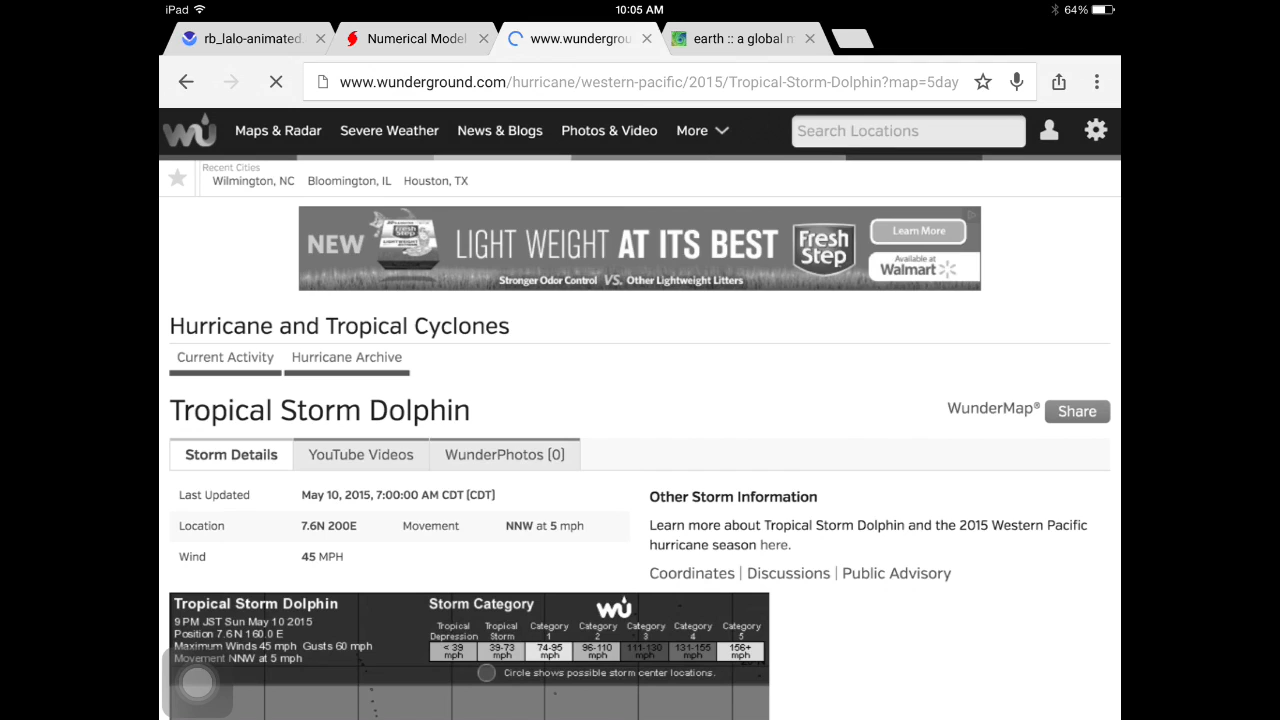 iPad 10:05 AM 64%
rb_lalo-animated. Numerical Model www.wundergrou earth :: a global m
www.wunderground.com/hurricane/western-pacific/2015/Tropical-Storm-Dolphin?map=5day
wu Maps & Radar Severe Weather News & Blogs Photos & Video More Search Locations
Recent Cities
Wilmington, NC Bloomington, IL Houston, TX
NEW FRESH STEP LIGHT WEIGHT AT ITS BEST Fresh Step Learn More
Available at
Walmart
Stronger Odor Control VS. Other Lightweight Litters
Hurricane and Tropical Cyclones
Current Activity Hurricane Archive
Tropical Storm Dolphin WunderMap® Share
Storm Details YouTube Videos WunderPhotos [0]
Last Updated May 10, 2015, 7:00:00 AM CDT [CDT]
Location 7.6N 200E Movement NNW at 5 mph
Wind 45 MPH
Other Storm Information
Learn more about Tropical Storm Dolphin and the 2015 Western Pacific
hurricane season here.
Coordinates | Discussions | Public Advisory
Tropical Storm Dolphin
9 PM JST Sun May 10 2015
Position 7.6 N 160.0 E
Maximum Winds 45 mph Gusts 60 mph
Movement NNW at 5 mph
Storm Category wu
Tropical Depression Tropical Storm Category 1 Category 2 Category 3 Category 4 Category 5
< 39 mph 39-73 mph 74-95 mph 96-110 mph 111-130 mph 131-155 mph 156+ mph
Circle shows possible storm center locations.